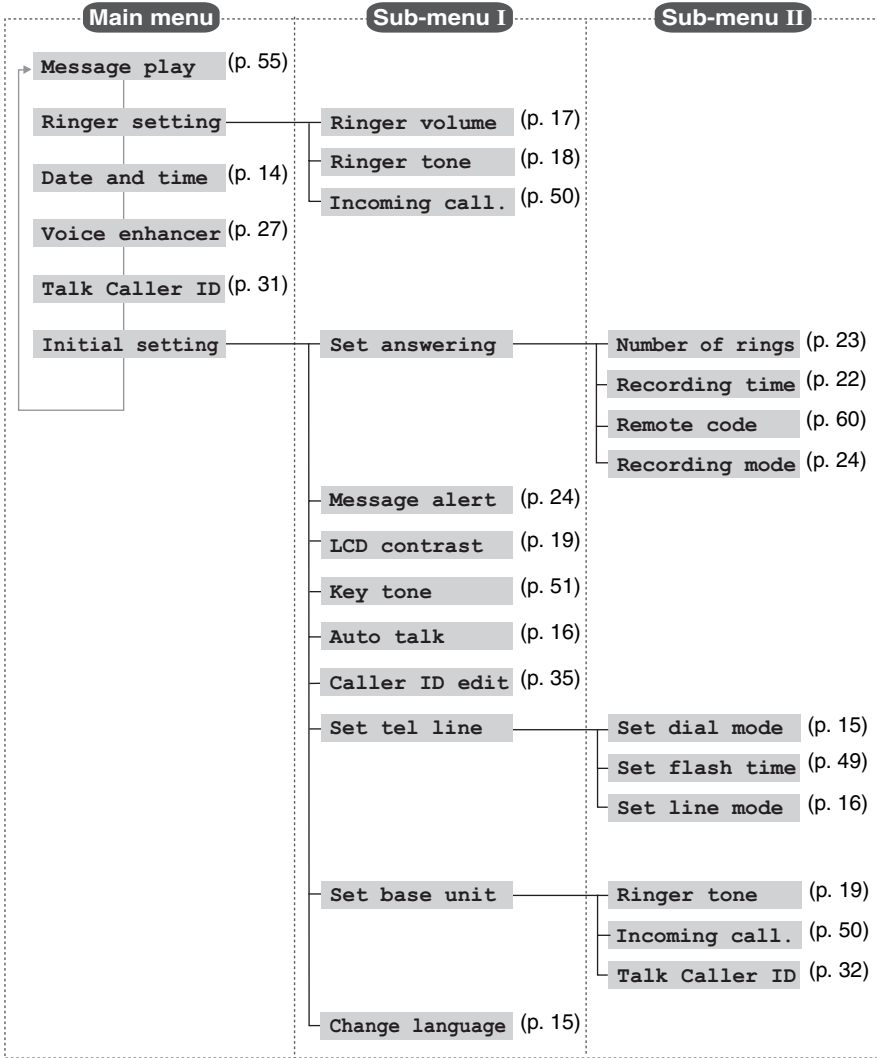 Main menu Sub-menu I Sub-menu II
Message play (p. 55)
Ringer setting Ringer volume (p. 17)
Ringer tone (p. 18)
Date and time (p. 14)
Incoming call. (p. 50)
Voice enhancer (p. 27)
Talk Caller ID (p. 31)
Initial setting Set answering Number of rings (p. 23)
Recording time (p. 22)
Remote code (p. 60)
Recording mode (p. 24)
Message alert (p. 24)
LCD contrast (p. 19)
Key tone (p. 51)
Auto talk (p. 16)
Caller ID edit (p. 35)
Set tel line Set dial mode (p. 15)
Set flash time (p. 49)
Set line mode (p. 16)
Set base unit Ringer tone (p. 19)
Incoming call. (p. 50)
Talk Caller ID (p. 32)
Change language (p. 15)